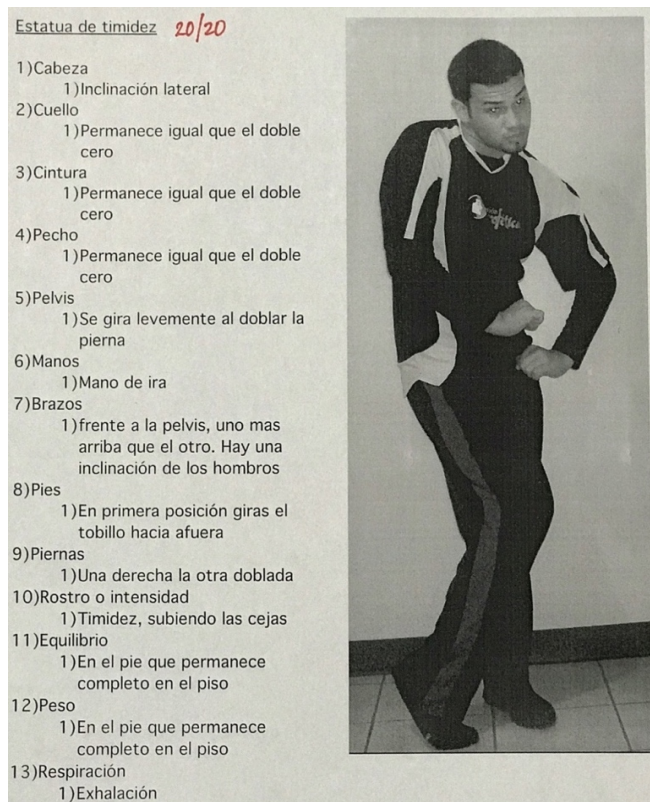 Estatua de timidez 20/20
1)Cabeza
1)Inclinación lateral
2)Cuello
1)Permanece igual que el doble
cero
3)Cintura
1)Permanece igual que el doble
cero
4)Pecho
1)Permanece igual que el doble
cero
5)Pelvis
1)Se gira levemente al doblar la
pierna
6)Manos
1)Mano de ira
7)Brazos
1)frente a la pelvis, uno mas
arriba que el otro. Hay una
inclinación de los hombros
8)Pies
1)En primera posición giras el
tobillo hacia afuera
9)Piernas
1)Una derecha la otra doblada
10)Rostro o intensidad
1)Timidez, subiendo las cejas
11)Equilibrio
1)En el pie que permanece
completo en el piso
12)Peso
1)En el pie que permanece
completo en el piso
13)Respiración
1)Exhalación